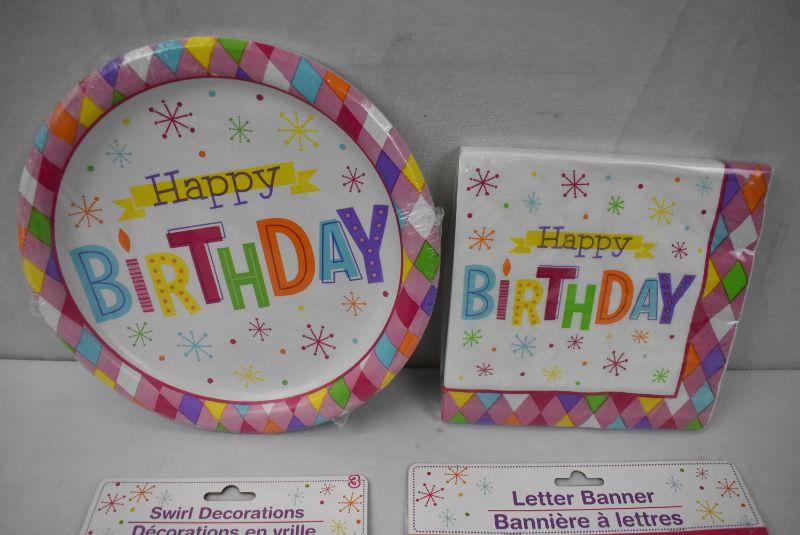 Happy
BiRTHDAY
Happy
BiRTHDAY
3
Swirl Decorations
Décorations en vrille
Letter Banner
Bannière à lettres